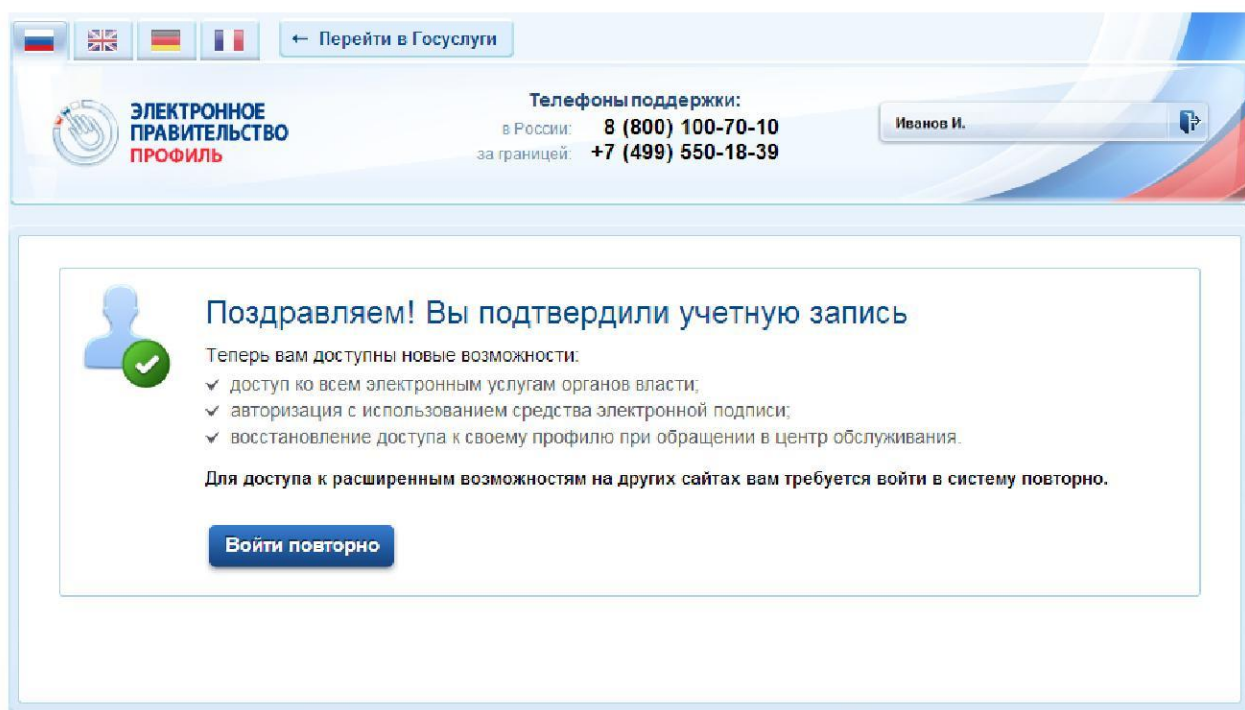 ← Перейти в Госуслуги
ЭЛЕКТРОННОЕ
ПРАВИТЕЛЬСТВО
ПРОФИЛЬ
Телефоны поддержки:
в России: 8 (800) 100-70-10
за границей: +7 (499) 550-18-39
Иванов И.
Поздравляем! Вы подтвердили учетную запись
Теперь вам доступны новые возможности:
✓ доступ ко всем электронным услугам органов власти;
✓ авторизация с использованием средства электронной подписи;
✓ восстановление доступа к своему профилю при обращении в центр обслуживания.
Для доступа к расширенным возможностям на других сайтах вам требуется войти в систему повторно.
Войти повторно